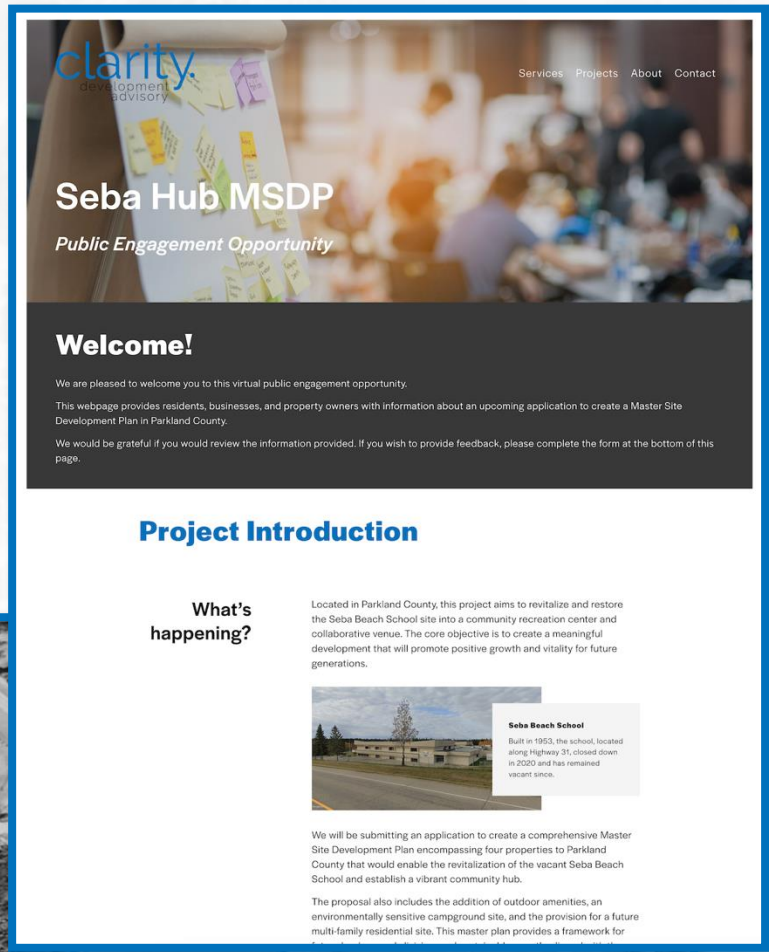 clarity.
development
advisory
Services Projects About Contact
Seba Hub MSDP
Public Engagement Opportunity
Welcome!
We are pleased to welcome you to this virtual public engagement opportunity.
This webpage provides residents, businesses, and property owners with information about an upcoming application to create a Master Site
Development Plan in Parkland County.
We would be grateful if you would review the information provided. If you wish to provide feedback, please complete the form at the bottom of this
page.
Project Introduction
What's
happening?
Located in Parkland County, this project aims to revitalize and restore
the Seba Beach School site into a community recreation center and
collaborative venue. The core objective is to create a meaningful
development that will promote positive growth and vitality for future
generations.
Seba Beach School
Built in 1953, the school, located
along Highway 31, closed down
in 2020 and has remained
vacant since.
We will be submitting an application to create a comprehensive Master
Site Development Plan encompassing four properties to Parkland
County that would enable the revitalization of the vacant Seba Beach
School and establish a vibrant community hub.
The proposal also includes the addition of outdoor amenities, an
environmentally sensitive campground site, and the provision for a future
multi-family residential site. This master plan provides a framework for